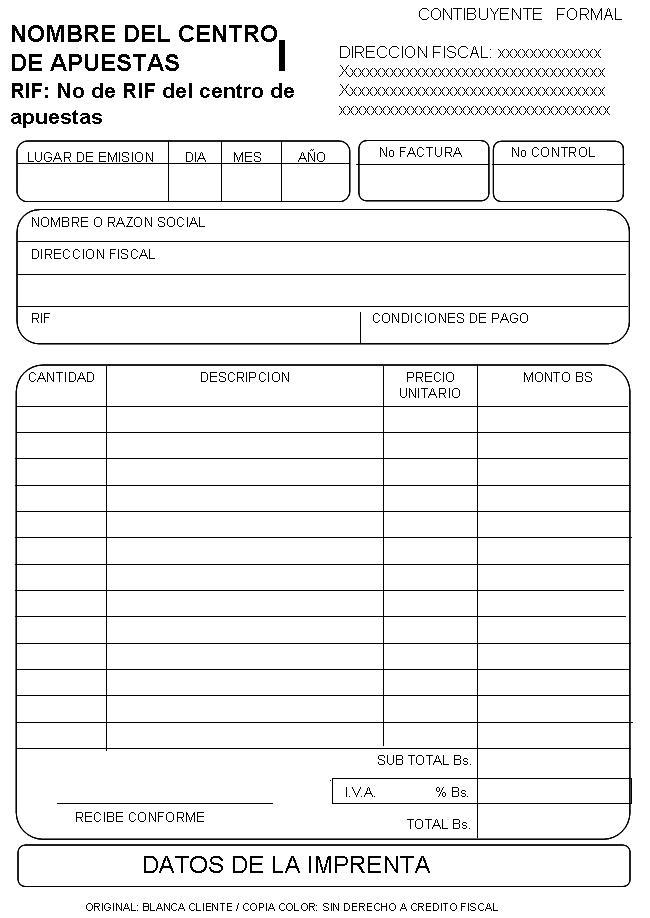 CONTIBUYENTE FORMAL
NOMBRE DEL CENTRO
DE APUESTAS
RIF: No de RIF del centro de
apuestas
DIRECCION FISCAL: xxxxxxxxxxxxx
Xxxxxxxxxxxxxxxxxxxxxxxxxxxxxxxxx
Xxxxxxxxxxxxxxxxxxxxxxxxxxxxxxxxx
xxxxxxxxxxxxxxxxxxxxxxxxxxxxxxxxxx
LUGAR DE EMISION DIA MES AÑO
No FACTURA
No CONTROL
NOMBRE O RAZON SOCIAL
DIRECCION FISCAL
RIF CONDICIONES DE PAGO
CANTIDAD DESCRIPCION PRECIO UNITARIO MONTO BS
SUB TOTAL Bs.
I.V.A. % Bs.
RECIBE CONFORME
TOTAL Bs.
DATOS DE LA IMPRENTA
ORIGINAL: BLANCA CLIENTE / COPIA COLOR: SIN DERECHO A CREDITO FISCAL